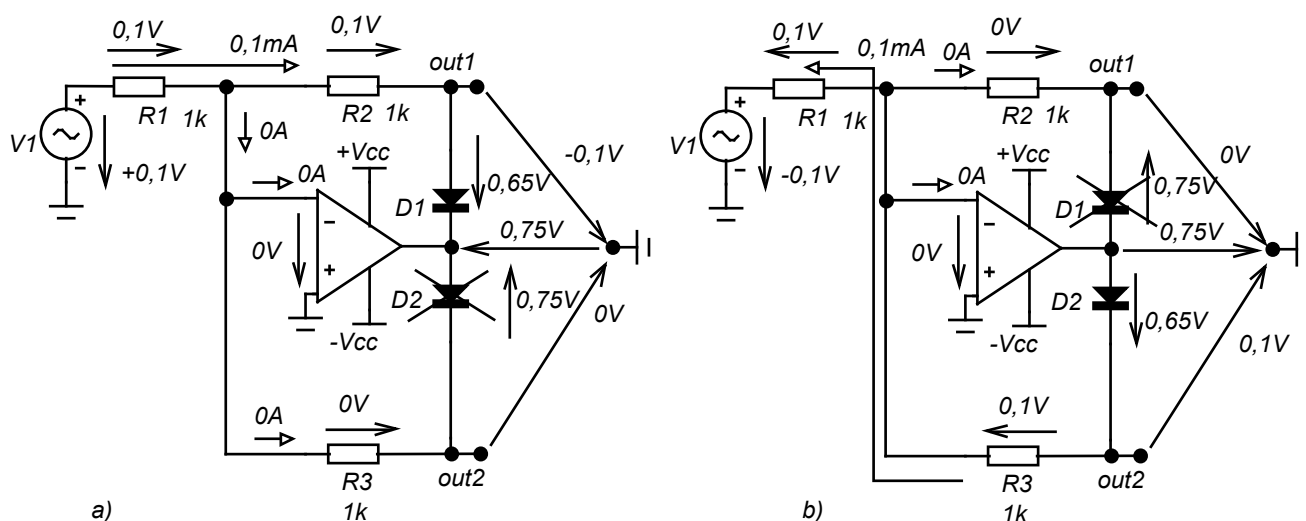 0,1V
0,1mA
0,1V
out1
R1 1k
R2 1k
V1
+
−
+0,1V
0A
0A
+Vcc
-0,1V
0,65V
D1
0,75V
0V
−
+
D2
0,75V
0V
-Vcc
0A
0V
R3
1k
out2
a)
0,1V
0,1mA
0A
0V
out1
R1 1k
R2 1k
V1
+
−
-0,1V
0A
+Vcc
0V
0,75V
D1
0,75V
0V
−
+
D2
0,65V
0,1V
-Vcc
0,1V
R3
1k
out2
b)